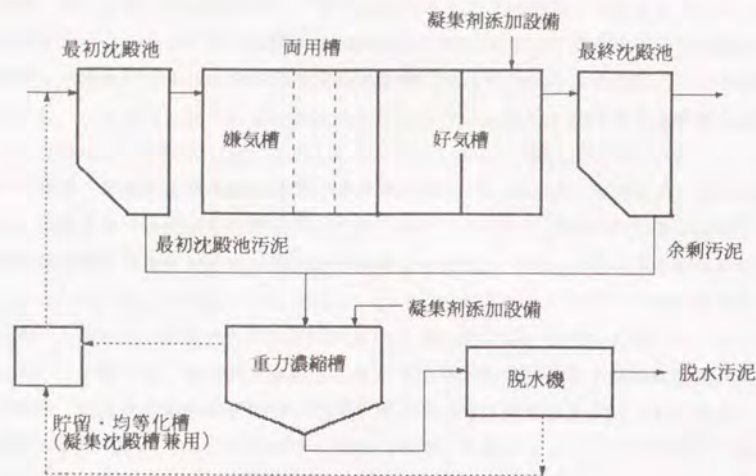 凝集剤添加設備
最初沈殿池
両用槽
最終沈殿池
嫌気槽
好気槽
最初沈殿池汚泥
余剰汚泥
凝集剤添加設備
重力濃縮槽
脱水機
脱水汚泥
貯留・均等化槽
(凝集沈殿槽兼用)